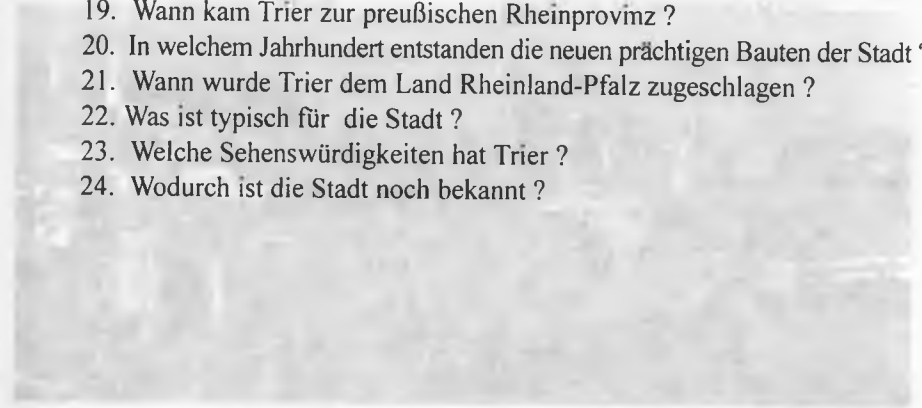 19. Wann kam Trier zur preußischen Rheinprovinz ?
20. In welchem Jahrhundert entstanden die neuen prächtigen Bauten der Stadt ?
21. Wann wurde Trier dem Land Rheinland-Pfalz zugeschlagen ?
22. Was ist typisch für die Stadt ?
23. Welche Sehenswürdigkeiten hat Trier ?
24. Wodurch ist die Stadt noch bekannt ?